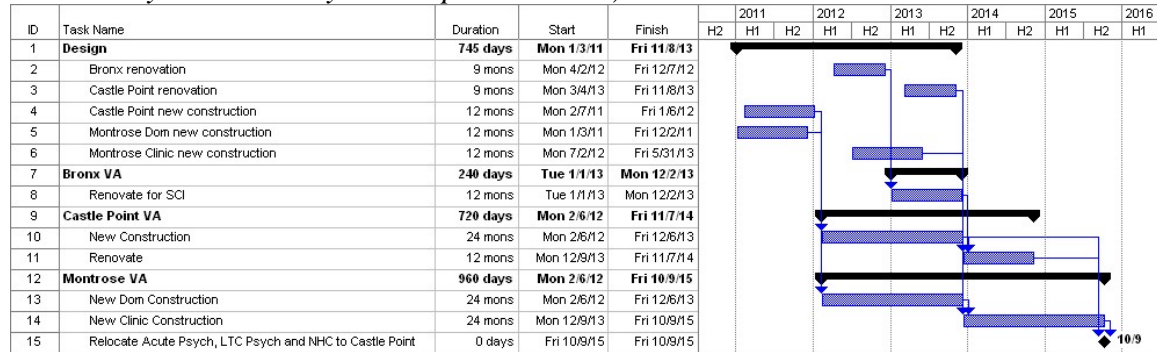 2011 2012 2013 2014 2015 2016
ID Task Name Duration Start Finish H2 H1 H2 H1 H2 H1 H2 H1 H2 H1 H2 H1
1 Design 745 days Mon 1/3/11 Fri 11/8/13
2 Bronx renovation 9 mons Mon 4/2/12 Fri 12/7/12
3 Castle Point renovation 9 mons Mon 3/4/13 Fri 11/8/13
4 Castle Point new construction 12 mons Mon 2/7/11 Fri 1/6/12
5 Montrose Dom new construction 12 mons Mon 1/3/11 Fri 12/2/11
6 Montrose Clinic new construction 12 mons Mon 7/2/12 Fri 5/31/13
7 Bronx VA 240 days Tue 1/1/13 Mon 12/2/13
8 Renovate for SCI 12 mons Tue 1/1/13 Mon 12/2/13
9 Castle Point VA 720 days Mon 2/6/12 Fri 11/7/14
10 New Construction 24 mons Mon 2/6/12 Fri 12/6/13
11 Renovate 12 mons Mon 12/9/13 Fri 11/7/14
12 Montrose VA 960 days Mon 2/6/12 Fri 10/9/15
13 New Dom Construction 24 mons Mon 2/6/12 Fri 12/6/13
14 New Clinic Construction 24 mons Mon 12/9/13 Fri 10/9/15
15 Relocate Acute Psych, LTC Psych and NHC to Castle Point 0 days Fri 10/9/15 Fri 10/9/15 10/9